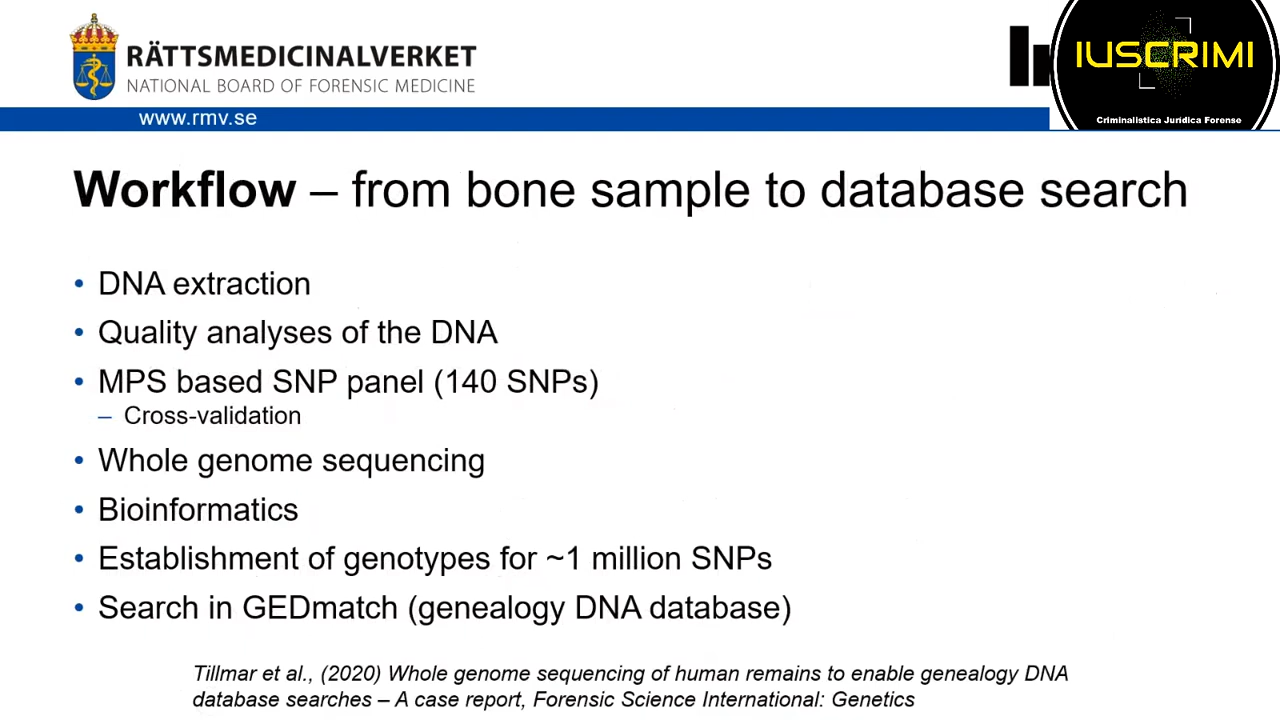 RÄTTSMEDICINALVERKET
NATIONAL BOARD OF FORENSIC MEDICINE
www.rmv.se
IUSCRIMI
Criminalistica Jurídica Forense
Workflow – from bone sample to database search
• DNA extraction
• Quality analyses of the DNA
• MPS based SNP panel (140 SNPs)
– Cross-validation
• Whole genome sequencing
• Bioinformatics
• Establishment of genotypes for ~1 million SNPs
• Search in GEDmatch (genealogy DNA database)
Tillmar et al., (2020) Whole genome sequencing of human remains to enable genealogy DNA
database searches – A case report, Forensic Science International: Genetics